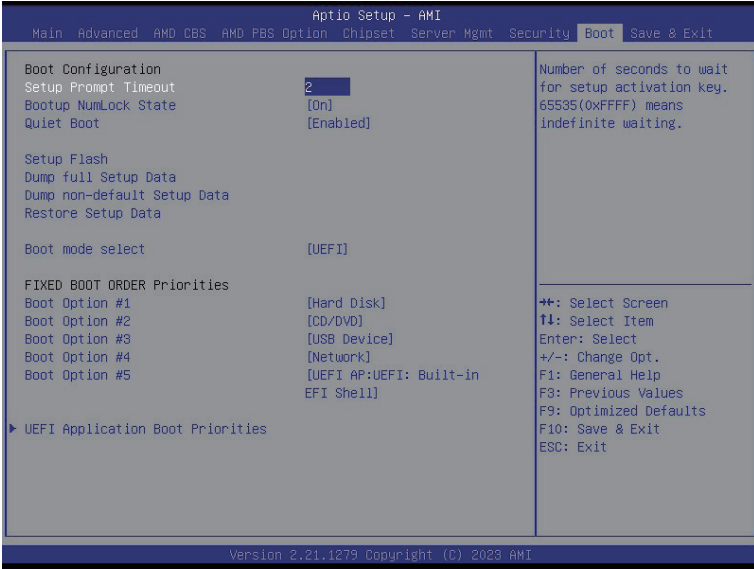 Aptio Setup – AMI
Main Advanced AMD CBS AMD PBS Option Chipset Server Mgmt Security Boot Save & Exit
Boot Configuration
Setup Prompt Timeout 2
Bootup NumLock State [On]
Quiet Boot [Enabled]
Setup Flash
Dump full Setup Data
Dump non-default Setup Data
Restore Setup Data
Boot mode select [UEFI]
FIXED BOOT ORDER Priorities
Boot Option #1 [Hard Disk]
Boot Option #2 [CD/DVD]
Boot Option #3 [USB Device]
Boot Option #4 [Network]
Boot Option #5 [UEFI AP:UEFI: Built-in
EFI Shell]
UEFI Application Boot Priorities
Number of seconds to wait
for setup activation key.
65535(0xFFFF) means
indefinite waiting.
→←: Select Screen
↑↓: Select Item
Enter: Select
+/-: Change Opt.
F1: General Help
F3: Previous Values
F9: Optimized Defaults
F10: Save & Exit
ESC: Exit
Version 2.21.1279 Copyright (C) 2023 AMI